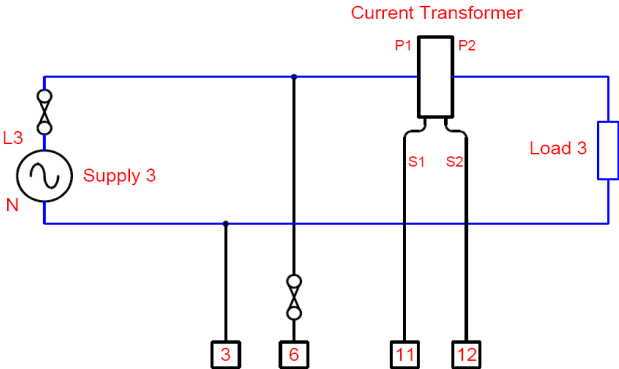 Current Transformer
P1 P2
L3
S1 S2
Load 3
Supply 3
N
3 6 11 12